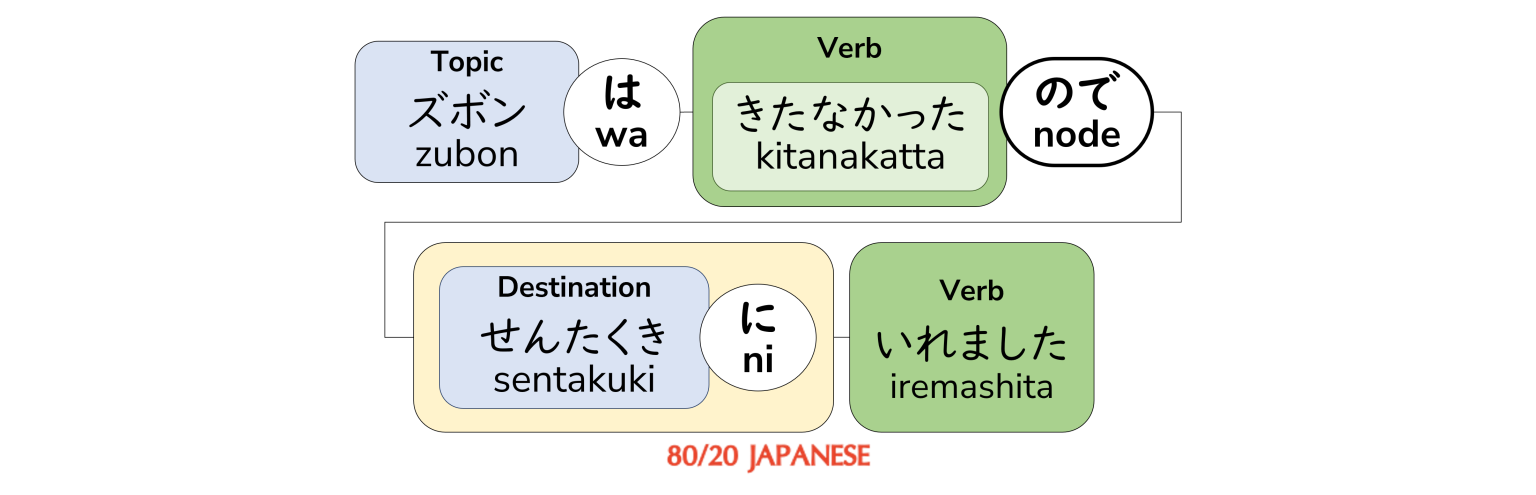 Topic
ズボン
zubon
は
wa
Verb
きたなかった
kitanakatta
ので
node
Destination
せんたくき
sentakuki
に
ni
Verb
いれました
iremashita
80/20 JAPANESE